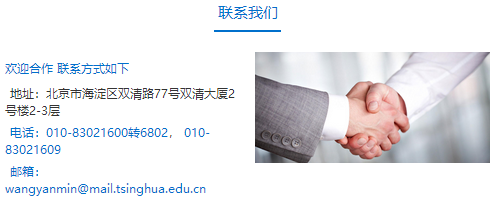 联系我们
欢迎合作 联系方式如下
地址：北京市海淀区双清路77号双清大厦2
号楼2-3层
电话：010-83021600转6802， 010-
83021609
邮箱：
wangyanmin@mail.tsinghua.edu.cn